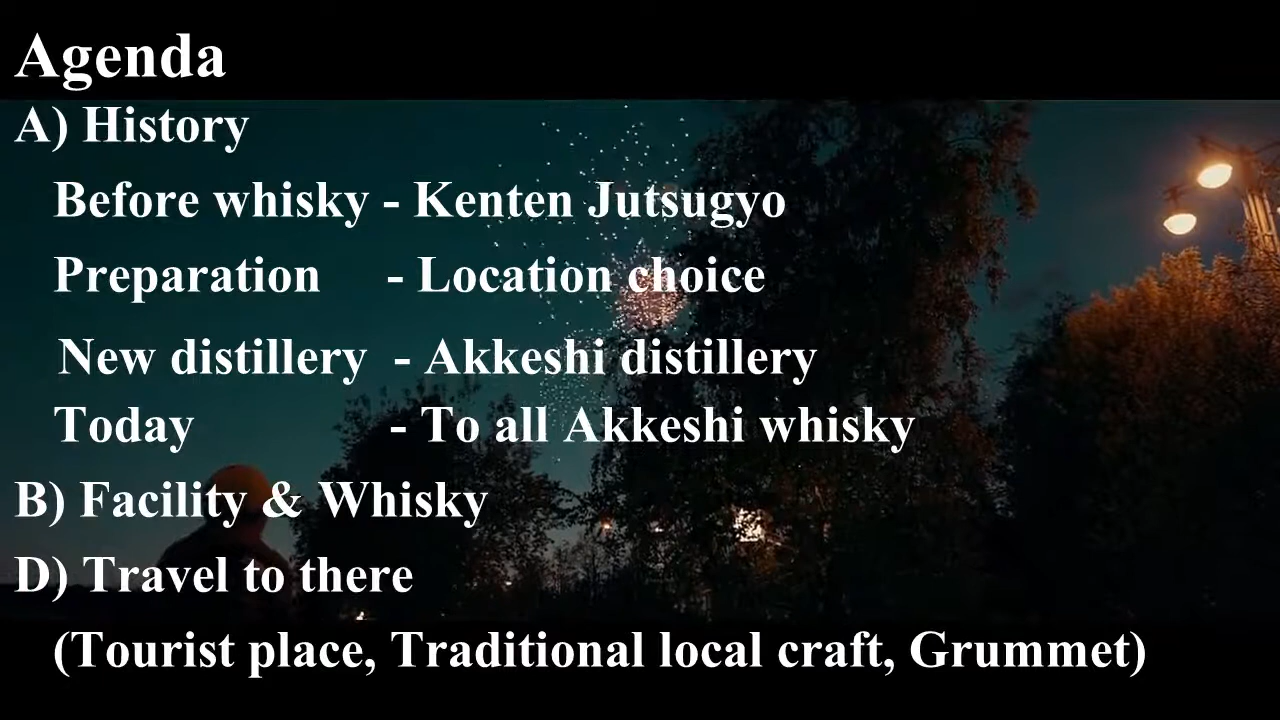 Agenda
A) History
Before whisky - Kenten Jutsugyo
Preparation - Location choice
New distillery - Akkeshi distillery
Today - To all Akkeshi whisky
B) Facility & Whisky
D) Travel to there
(Tourist place, Traditional local craft, Grummet)